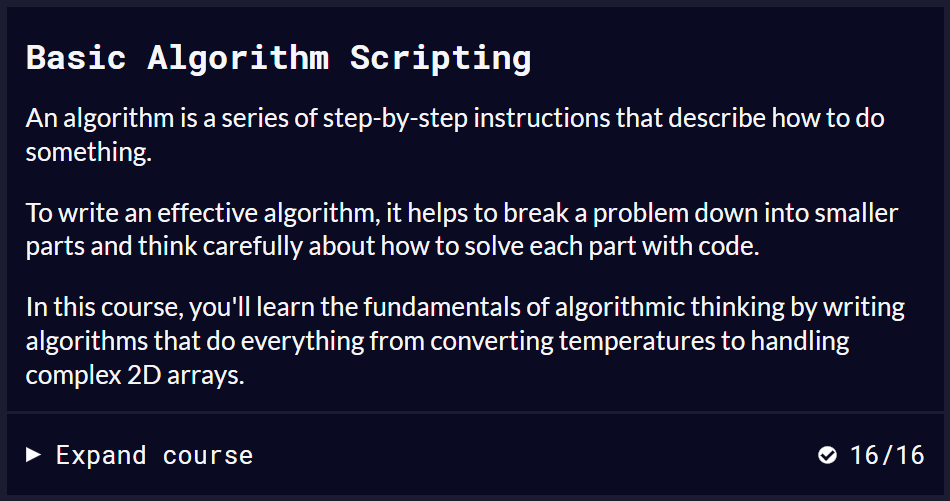 Basic Algorithm Scripting
An algorithm is a series of step-by-step instructions that describe how to do
something.
To write an effective algorithm, it helps to break a problem down into smaller
parts and think carefully about how to solve each part with code.
In this course, you'll learn the fundamentals of algorithmic thinking by writing
algorithms that do everything from converting temperatures to handling
complex 2D arrays.
Expand course 16/16